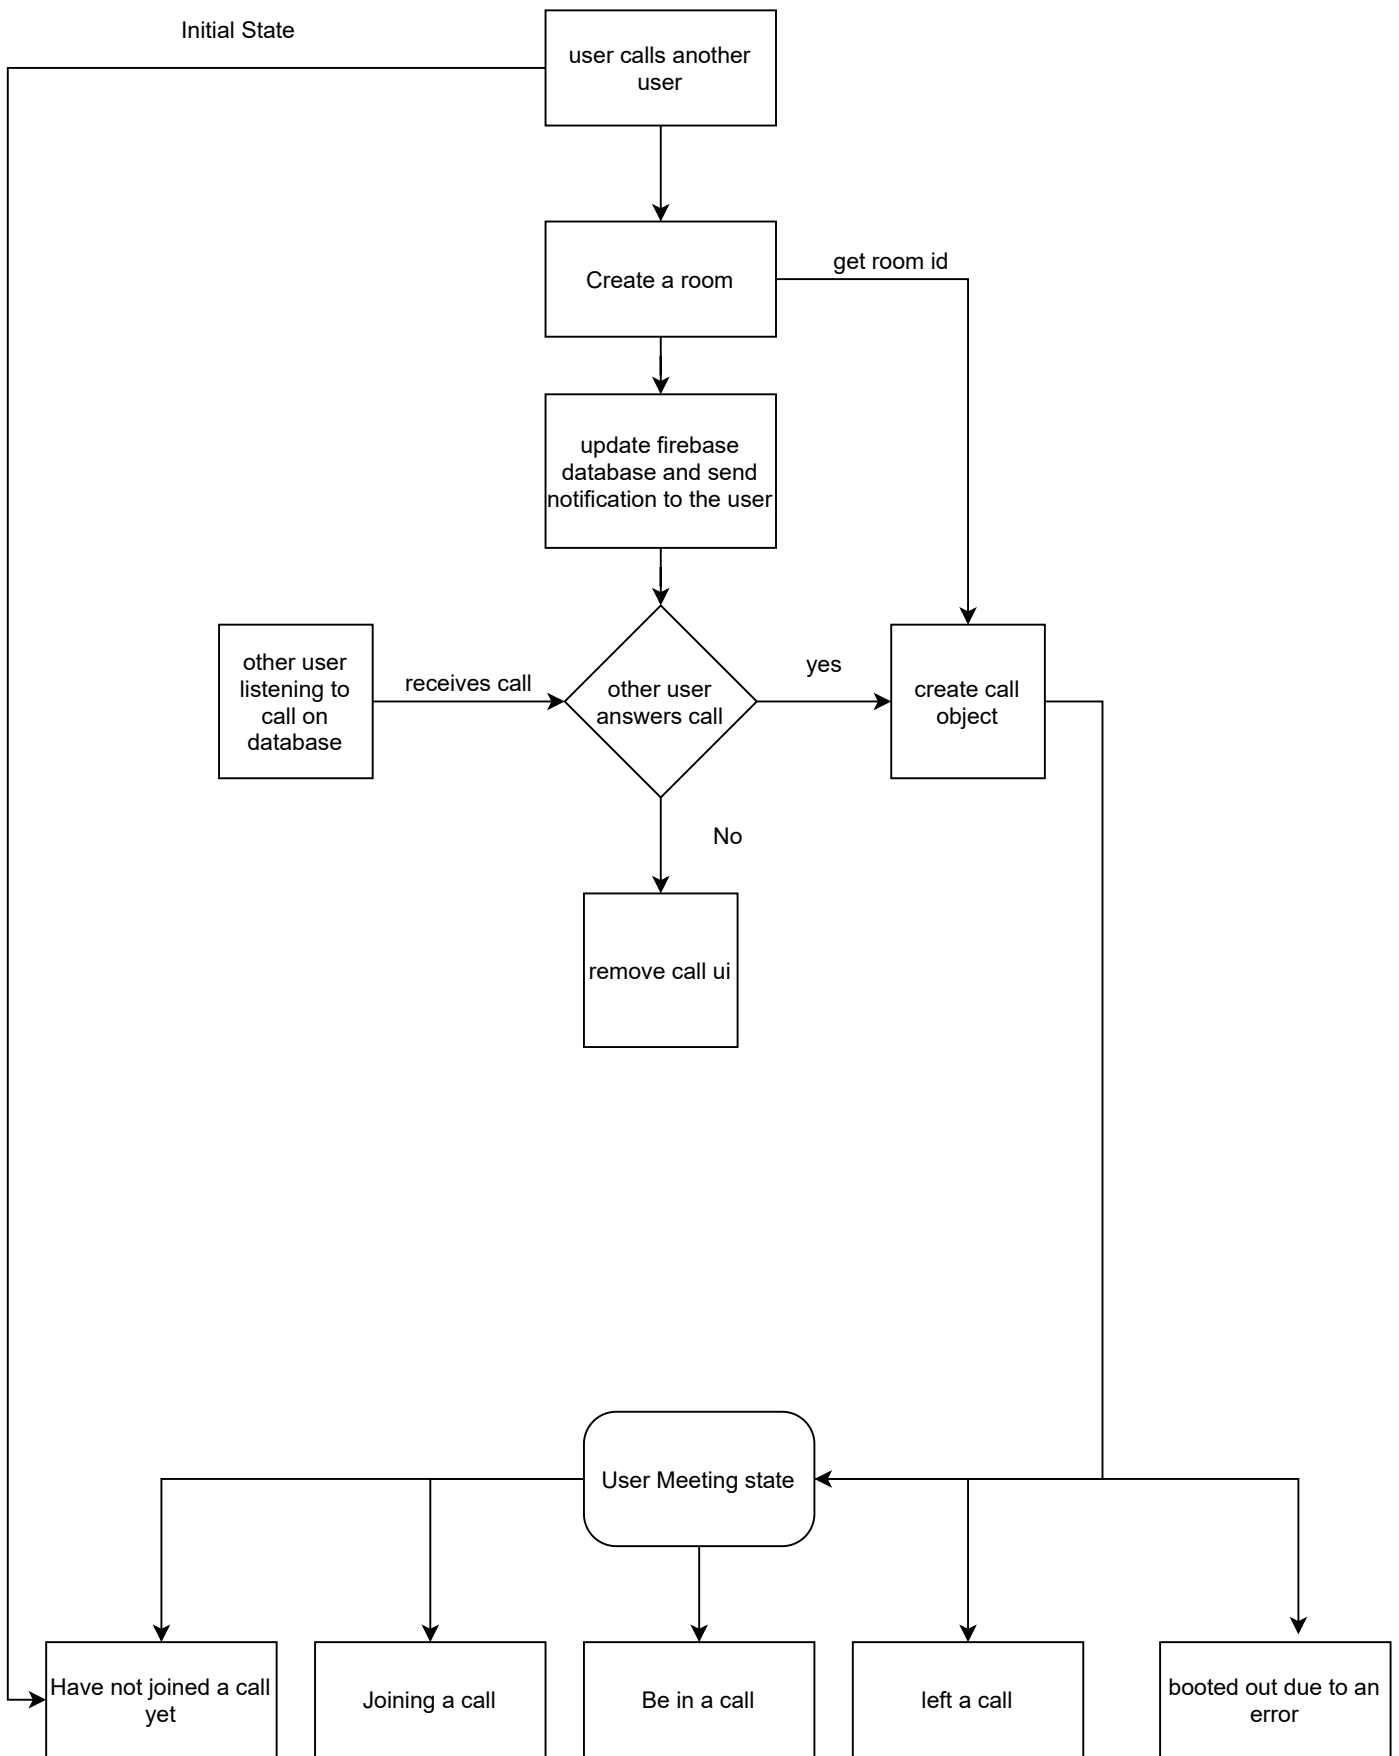 Initial State
user calls another
user
Create a room
get room id
update firebase
database and send
notification to the user
other user
listening to
call on
database
receives call
other user
answers call
yes
create call
object
No
remove call ui
User Meeting state
Have not joined a call
yet
Joining a call
Be in a call
left a call
booted out due to an
error